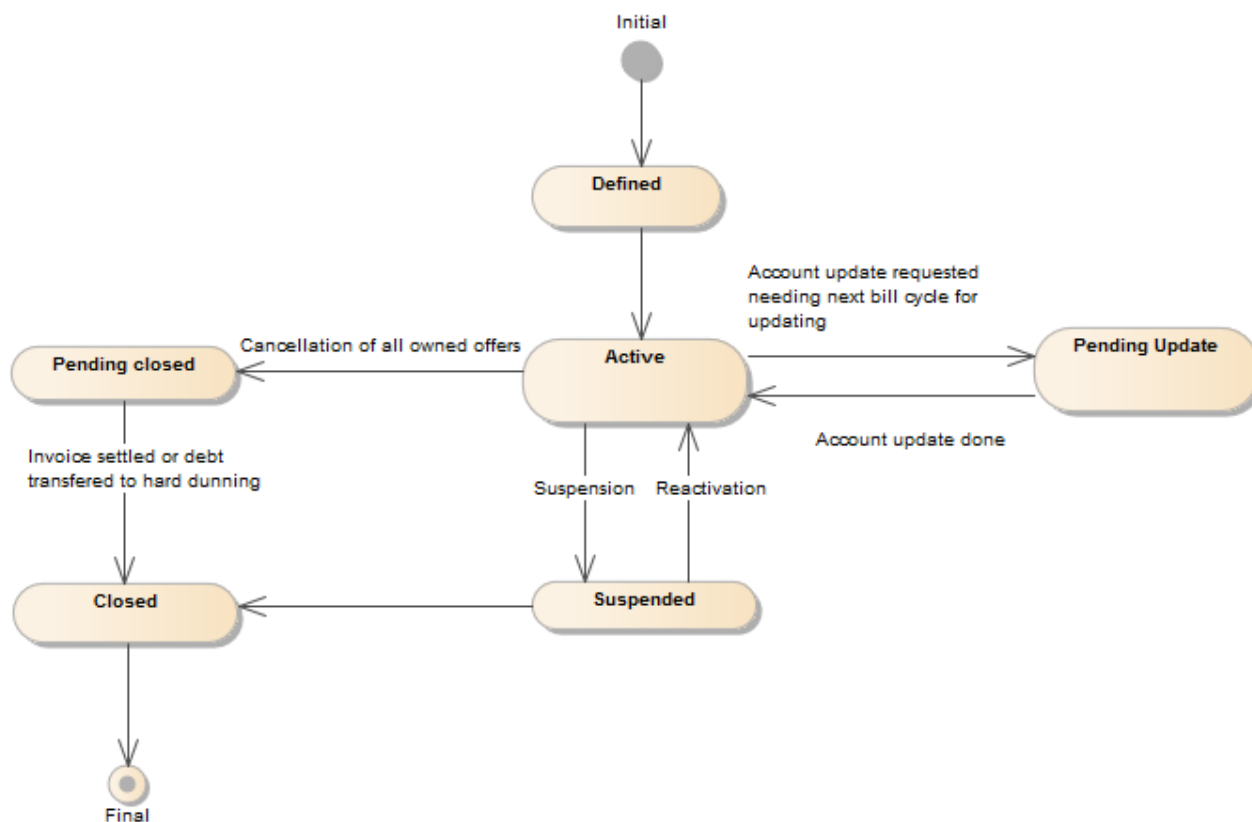 Initial
Defined
Account update requested
needing next bill cycle for
updating
Cancellation of all owned offers
Pending closed
Active
Pending Update
Account update done
Invoice settled or debt
transfered to hard dunning
Suspension
Reactivation
Closed
Suspended
Final